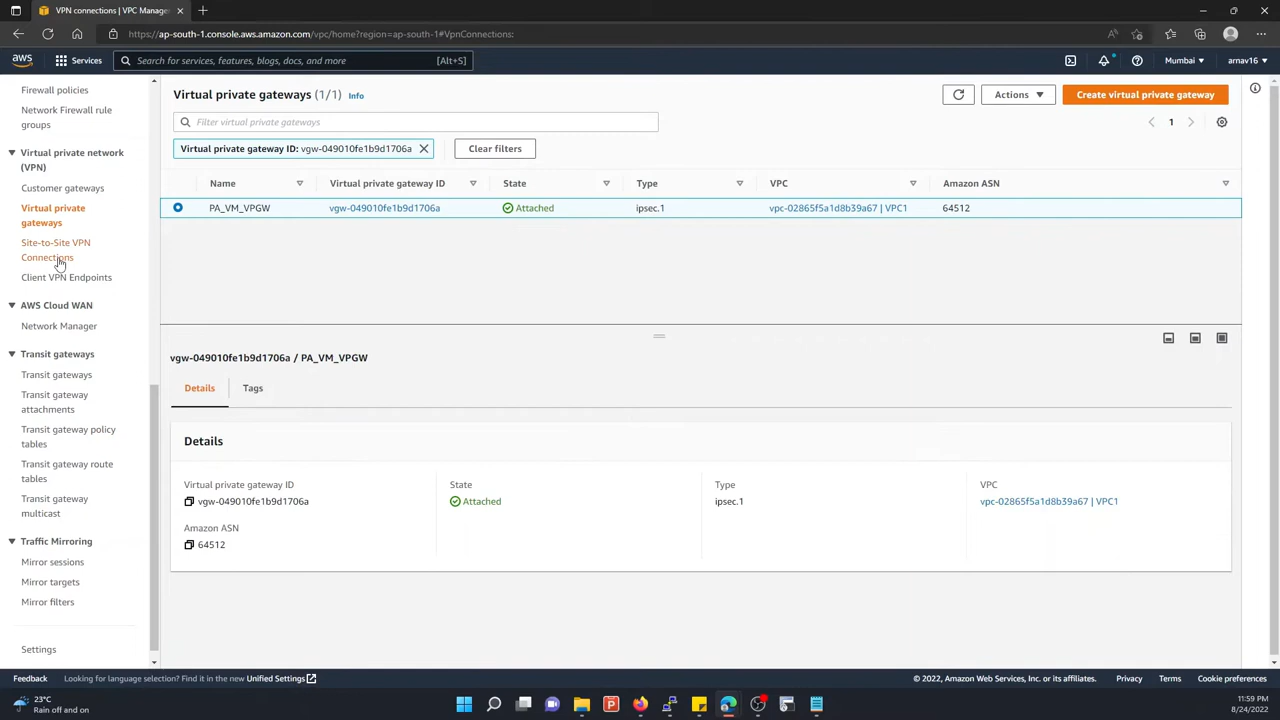 VPN connections | VPC Manage
https://ap-south-1.console.aws.amazon.com/vpc/home?region=ap-south-1#VpnConnections:
aws
Services
Search for services, features, blogs, docs, and more
[Alt+S]
Mumbai
arnav16
Firewall policies
Network Firewall rule
groups
Virtual private network
(VPN)
Customer gateways
Virtual private
gateways
Site-to-Site VPN
Connections
Client VPN Endpoints
AWS Cloud WAN
Network Manager
Transit gateways
Transit gateways
Transit gateway
attachments
Transit gateway policy
tables
Transit gateway route
tables
Transit gateway
multicast
Traffic Mirroring
Mirror sessions
Mirror targets
Mirror filters
Settings
Virtual private gateways (1/1) Info
Actions
Create virtual private gateway
Filter virtual private gateways
1
Virtual private gateway ID: vgw-049010fe1b9d1706a
Clear filters
Name Virtual private gateway ID State Type VPC Amazon ASN
PA_VM_VPGW vgw-049010fe1b9d1706a Attached ipsec.1 vpc-02865f5a1d8b39a67 | VPC1 64512
vgw-049010fe1b9d1706a / PA_VM_VPGW
Details
Tags
Details
Virtual private gateway ID State Type VPC
vgw-049010fe1b9d1706a Attached ipsec.1 vpc-02865f5a1d8b39a67 | VPC1
Amazon ASN
64512
Feedback Looking for language selection? Find it in the new Unified Settings
© 2022, Amazon Web Services, Inc. or its affiliates. Privacy Terms Cookie preferences
23°C
Rain off and on
11:59 PM
8/24/2022